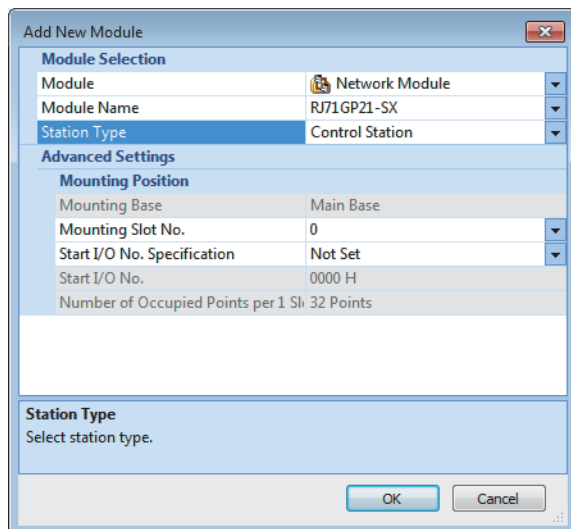 Add New Module
Module Selection
Module Network Module
Module Name RJ71GP21-SX
Station Type Control Station
Advanced Settings
Mounting Position
Mounting Base Main Base
Mounting Slot No. 0
Start I/O No. Specification Not Set
Start I/O No. 0000 H
Number of Occupied Points per 1 Sl 32 Points
Station Type
Select station type.
OK Cancel